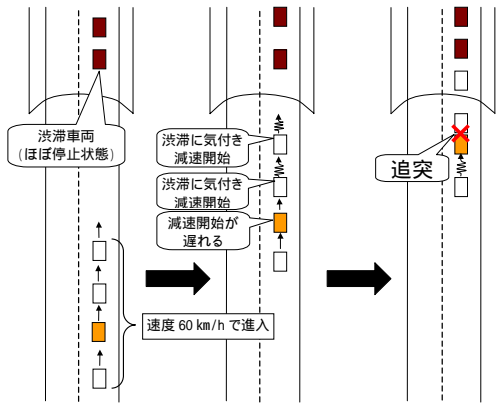 渋滞車両
(ほぼ停止状態)
速度 60 km/h で進入
渋滞に気付き
減速開始
渋滞に気付き
減速開始
減速開始が
遅れる
追突